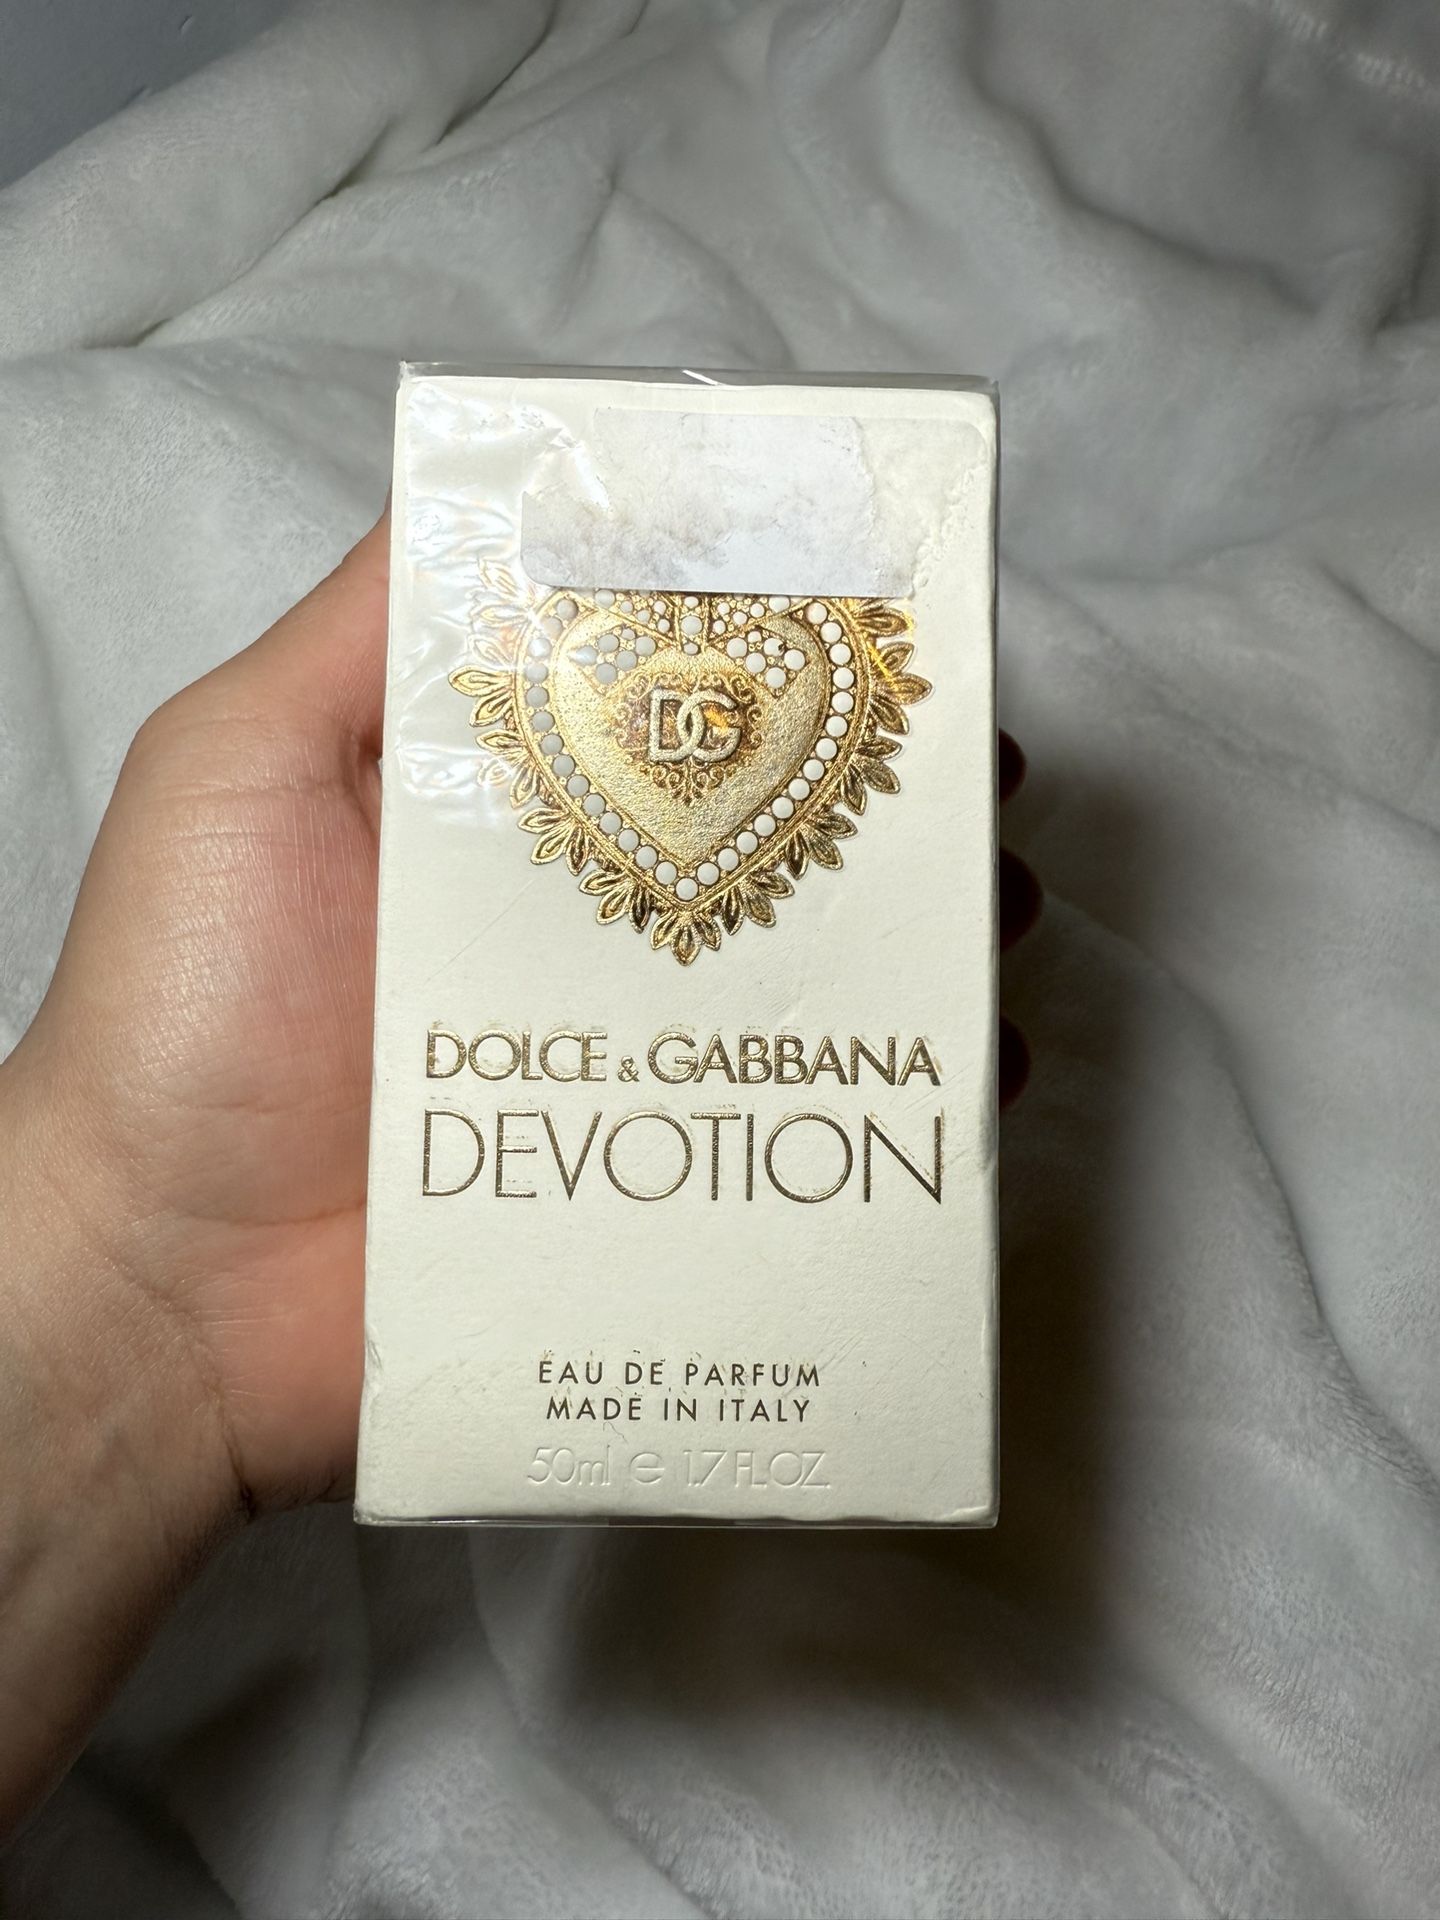 DG
DOLCE & GABBANA
DEVOTION
EAU DE PARFUM
MADE IN ITALY
50ml ℮ 1.7 FL.OZ.